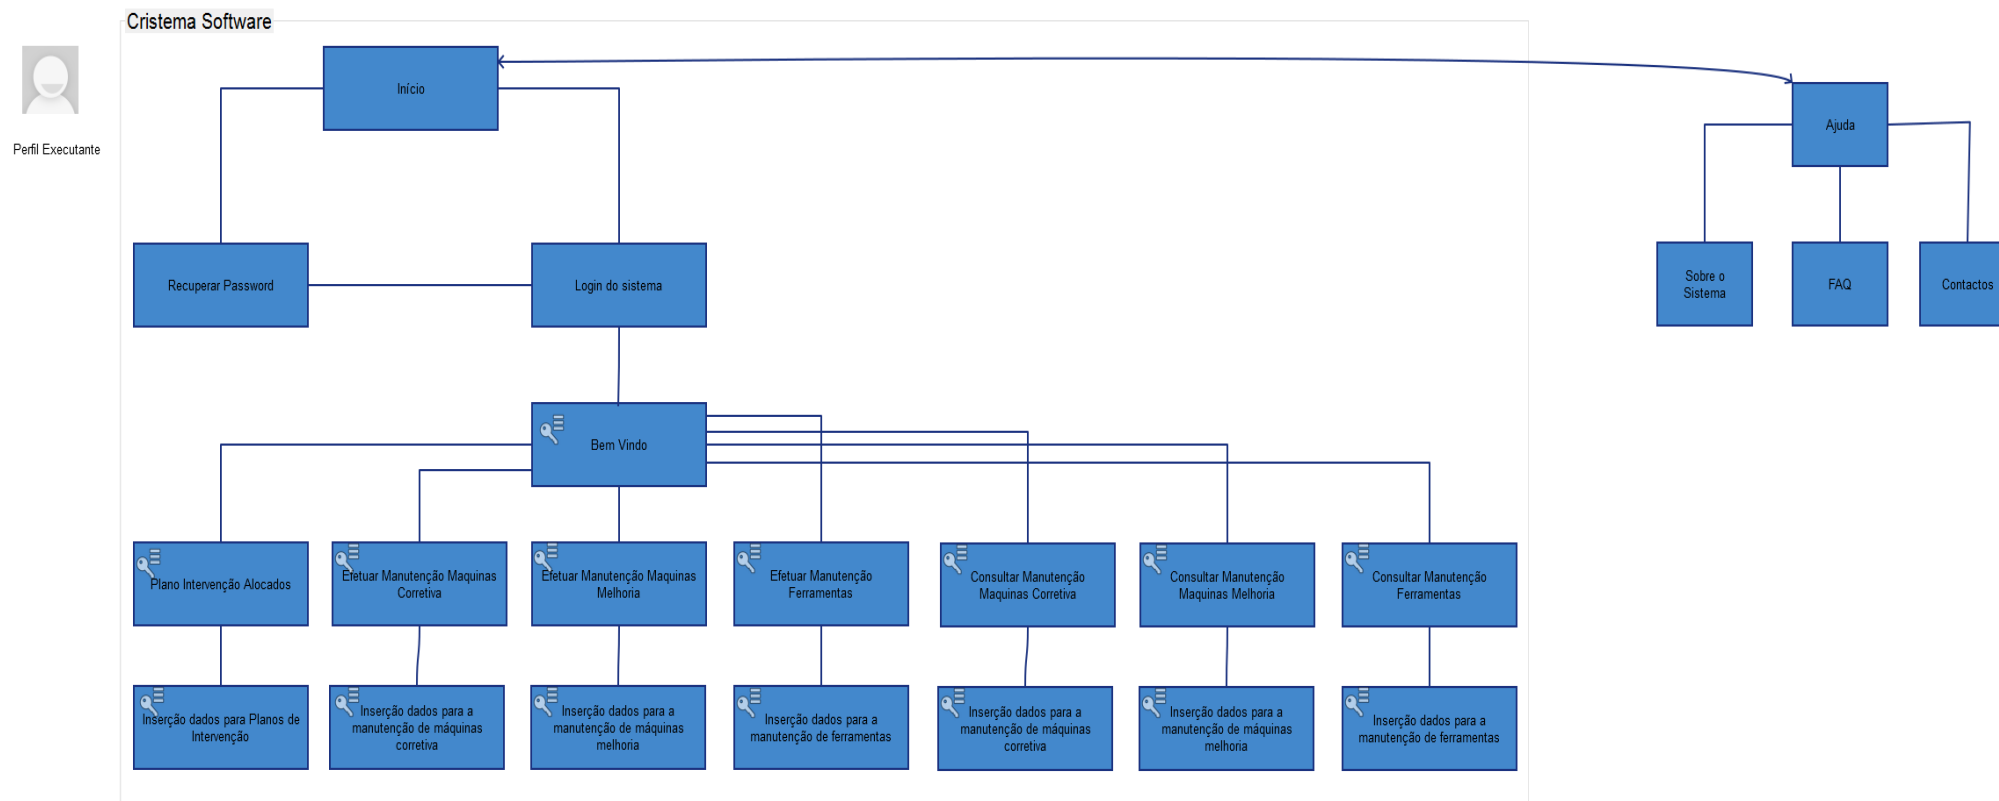 Cristema Software
Início
Perfil Executante
Ajuda
Recuperar Password
Login do sistema
Sobre o
Sistema
FAQ
Contactos
Bem Vindo
Plano Intervenção Alocados
Efetuar Manutenção Maquinas
Corretiva
Efetuar Manutenção Maquinas
Melhoria
Efetuar Manutenção
Ferramentas
Consultar Manutenção
Maquinas Corretiva
Consultar Manutenção
Maquinas Melhoria
Consultar Manutenção
Ferramentas
Inserção dados para Planos de
Intervenção
Inserção dados para a
manutenção de máquinas
corretiva
Inserção dados para a
manutenção de máquinas
melhoria
Inserção dados para a
manutenção de ferramentas
Inserção dados para a
manutenção de máquinas
corretiva
Inserção dados para a
manutenção de máquinas
melhoria
Inserção dados para a
manutenção de ferramentas